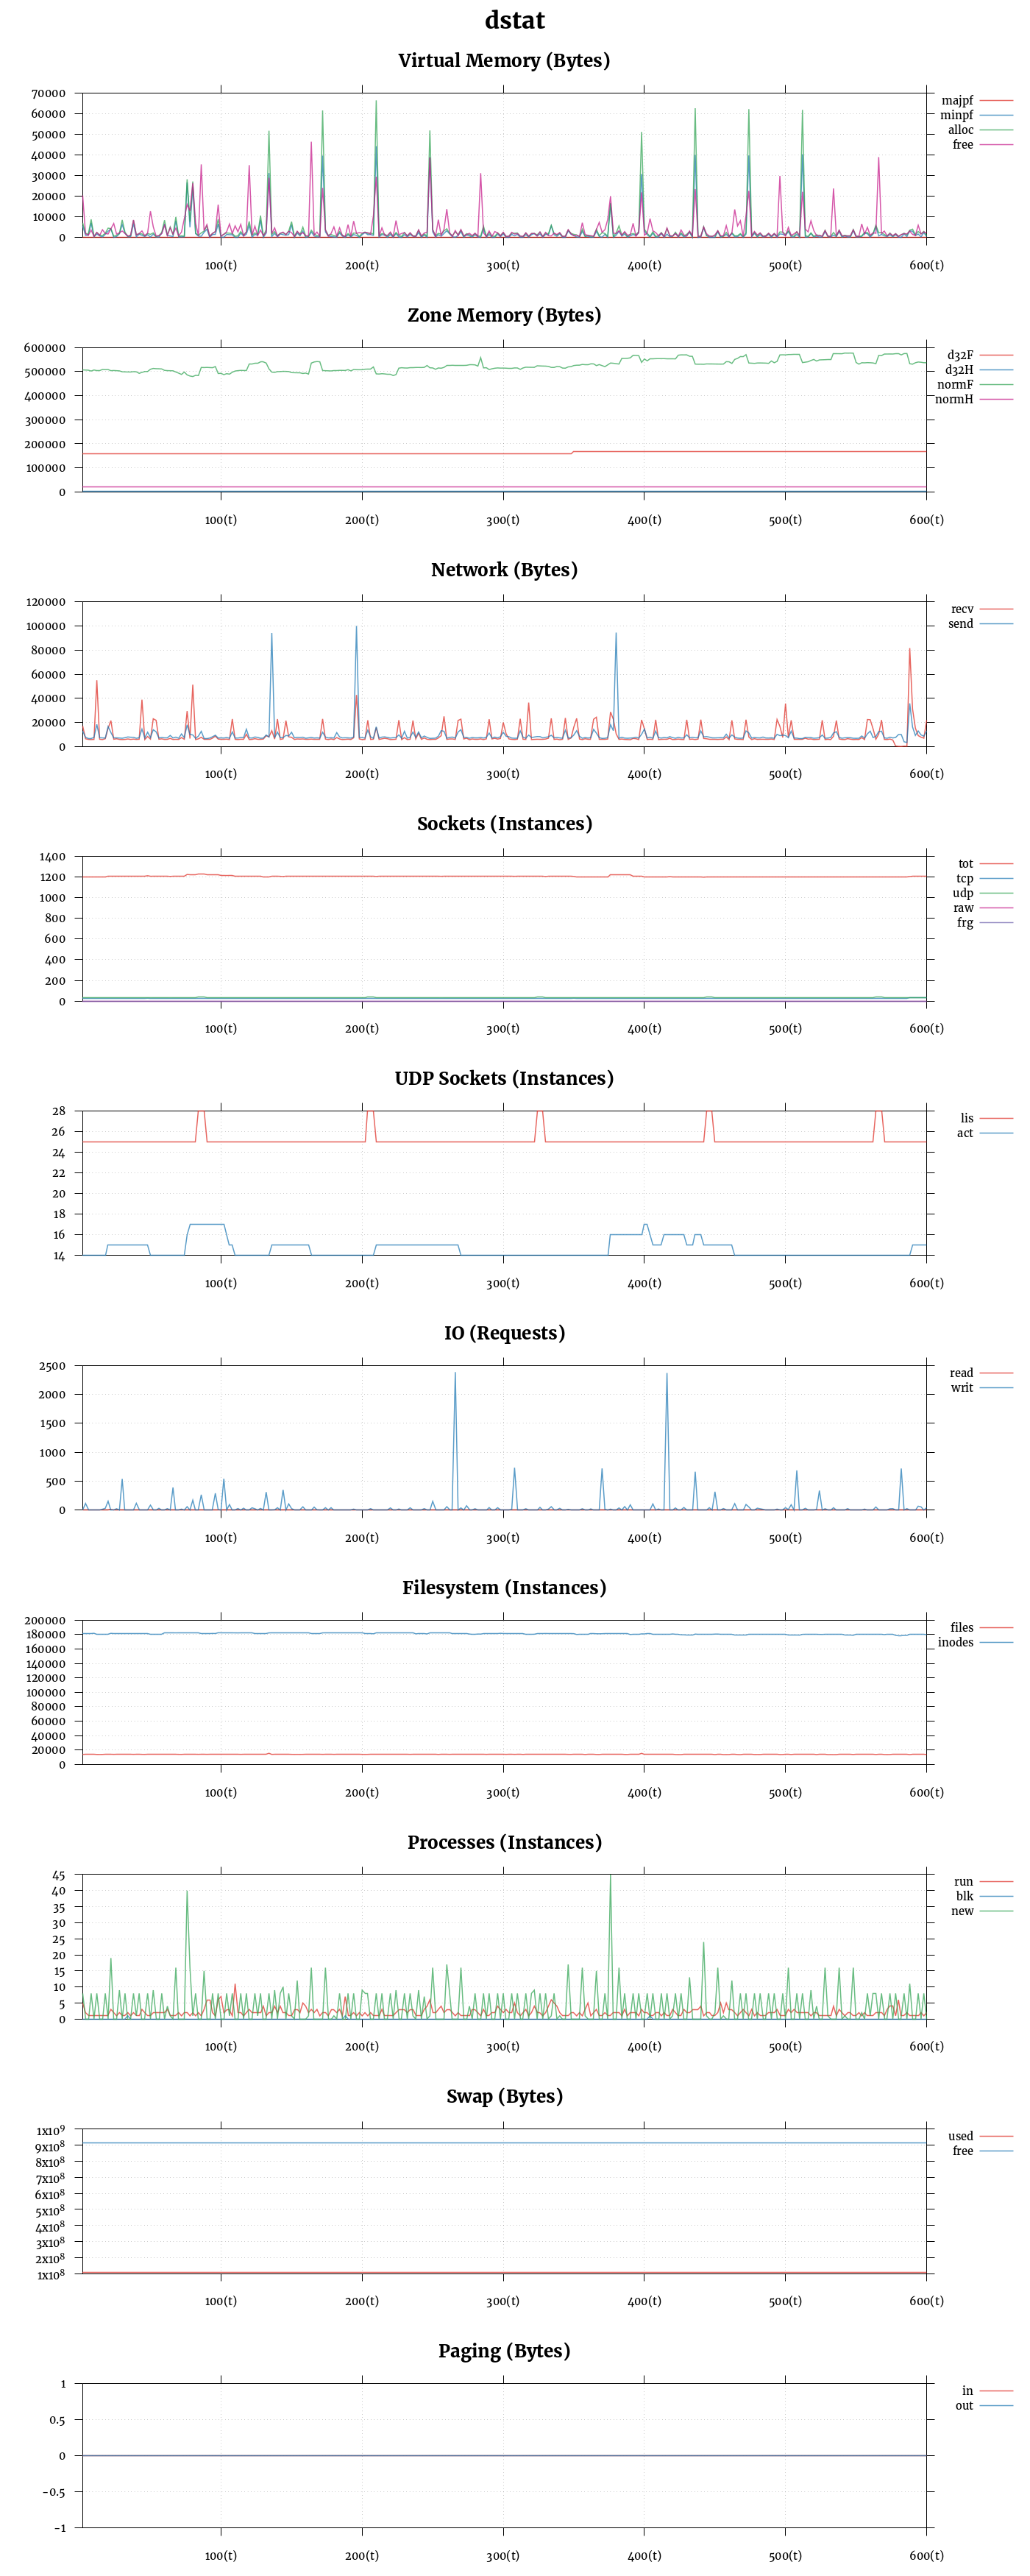 dstat
Virtual Memory (Bytes)
70000
60000
50000
40000
30000
20000
10000
0
100(t) 200(t) 300(t) 400(t) 500(t) 600(t)
majpf
minpf
alloc
free
Zone Memory (Bytes)
600000
500000
400000
300000
200000
100000
0
100(t) 200(t) 300(t) 400(t) 500(t) 600(t)
d32F
d32H
normF
normH
Network (Bytes)
120000
100000
80000
60000
40000
20000
0
100(t) 200(t) 300(t) 400(t) 500(t) 600(t)
recv
send
Sockets (Instances)
1400
1200
1000
800
600
400
200
0
100(t) 200(t) 300(t) 400(t) 500(t) 600(t)
tot
tcp
udp
raw
frg
UDP Sockets (Instances)
28
26
24
22
20
18
16
14
100(t) 200(t) 300(t) 400(t) 500(t) 600(t)
lis
act
IO (Requests)
2500
2000
1500
1000
500
0
100(t) 200(t) 300(t) 400(t) 500(t) 600(t)
read
writ
Filesystem (Instances)
200000
180000
160000
140000
120000
100000
80000
60000
40000
20000
0
100(t) 200(t) 300(t) 400(t) 500(t) 600(t)
files
inodes
Processes (Instances)
45
40
35
30
25
20
15
10
5
0
100(t) 200(t) 300(t) 400(t) 500(t) 600(t)
run
blk
new
Swap (Bytes)
1x10⁹
9x10⁸
8x10⁸
7x10⁸
6x10⁸
5x10⁸
4x10⁸
3x10⁸
2x10⁸
1x10⁸
100(t) 200(t) 300(t) 400(t) 500(t) 600(t)
used
free
Paging (Bytes)
1
0.5
0
-0.5
-1
100(t) 200(t) 300(t) 400(t) 500(t) 600(t)
in
out